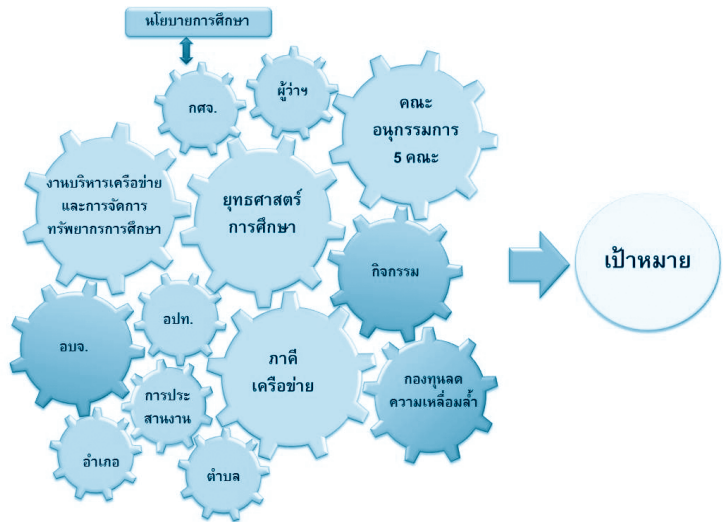 นโยบายการศึกษา
กศจ.
ผู้ว่าฯ
คณะ
อนุกรรมการ
5 คณะ
งานบริหารเครือข่าย
และการจัดการ
ทรัพยากรการศึกษา
ยุทธศาสตร์
การศึกษา
กิจกรรม
เป้าหมาย
อบจ.
อปท.
ภาคี
เครือข่าย
การประ
สานงาน
กองทุนลด
ความเหลื่อมล้ำ
อำเภอ
ตำบล